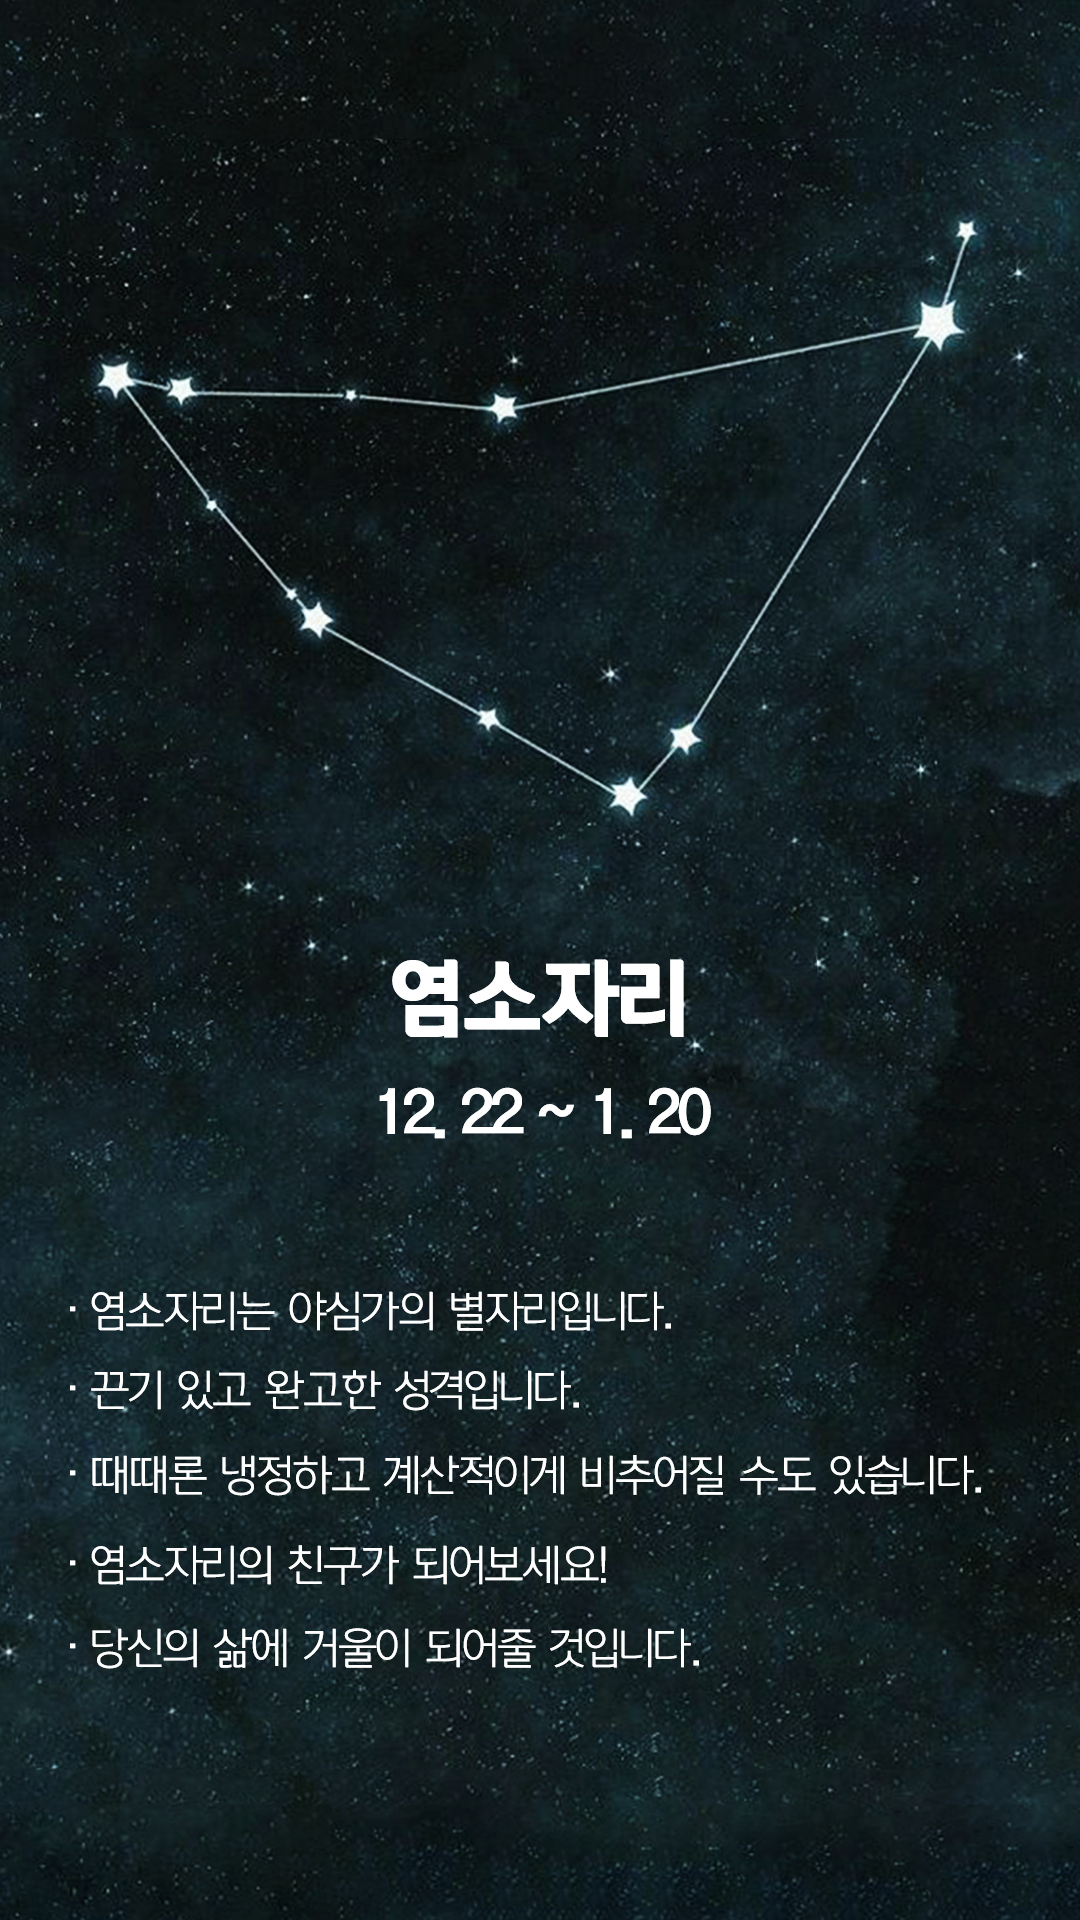 염소자리
12. 22 ~ 1. 20
· 염소자리는 야심가의 별자리입니다.
· 끈기 있고 완고한 성격입니다.
· 때때론 냉정하고 계산적이게 비추어질 수도 있습니다.
· 염소자리의 친구가 되어보세요!
· 당신의 삶에 거울이 되어줄 것입니다.